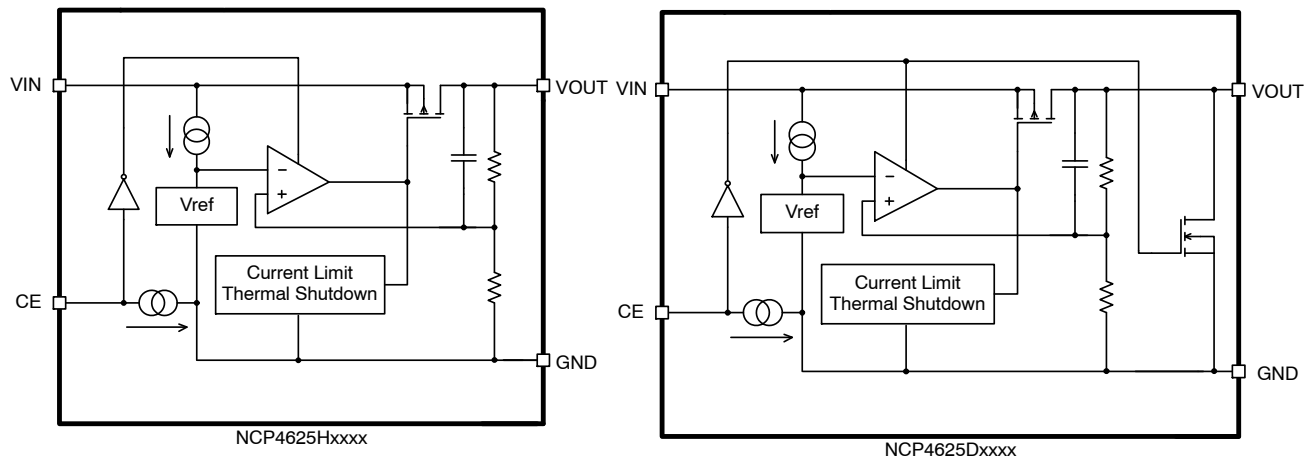 VIN
VOUT
−
+
Vref
Current Limit
Thermal Shutdown
CE
GND
NCP4625Hxxxx
VIN
VOUT
−
+
Vref
Current Limit
Thermal Shutdown
CE
GND
NCP4625Dxxxx